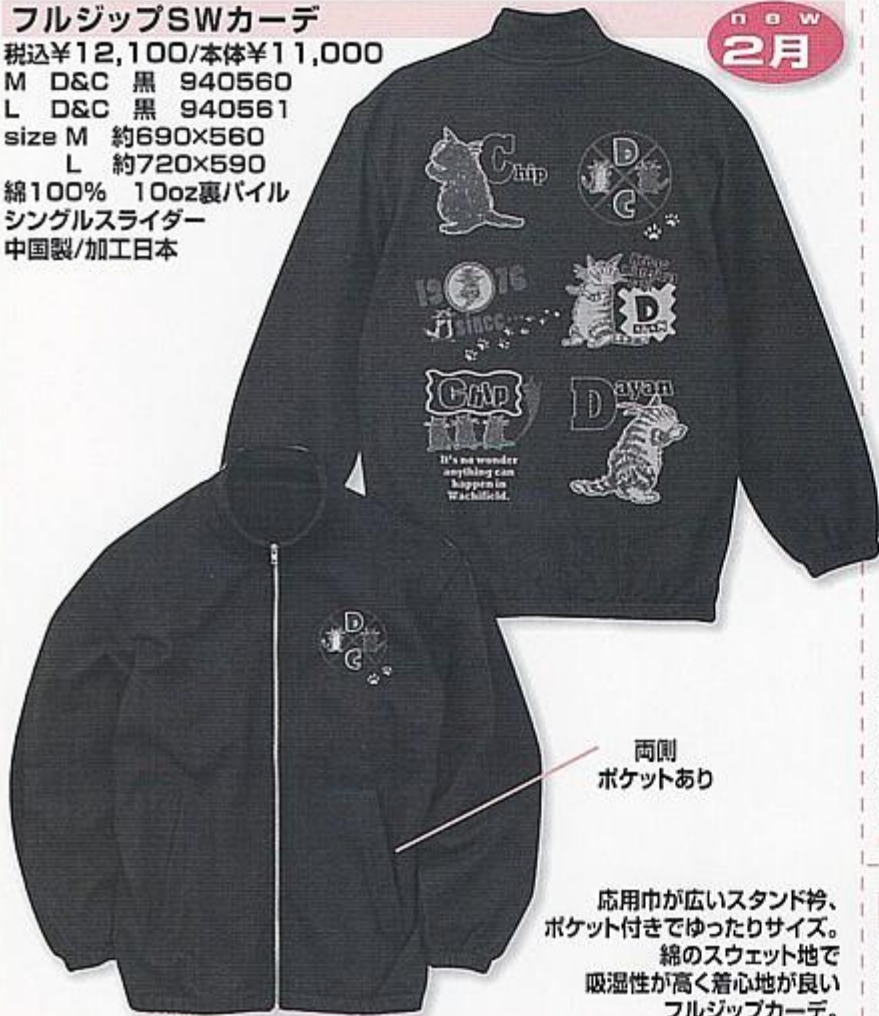 フルジップSWカーデ
new
2月
税込¥12,100/本体¥11,000
M D&C 黒 940560
L D&C 黒 940561
size M 約690×560
L 約720×590
綿100% 10oz裏パイル
シングルスライダー
中国製/加工日本
Chip
D
C
1976
since...
D
Chip
It's no wonder
anything can
happen in
Wachifield.
Dayan
D
C
両側
ポケットあり
応用巾が広いスタンド衿、
ポケット付きでゆったりサイズ。
綿のスウェット地で
吸湿性が高く着心地が良い
フルジップカーデ。